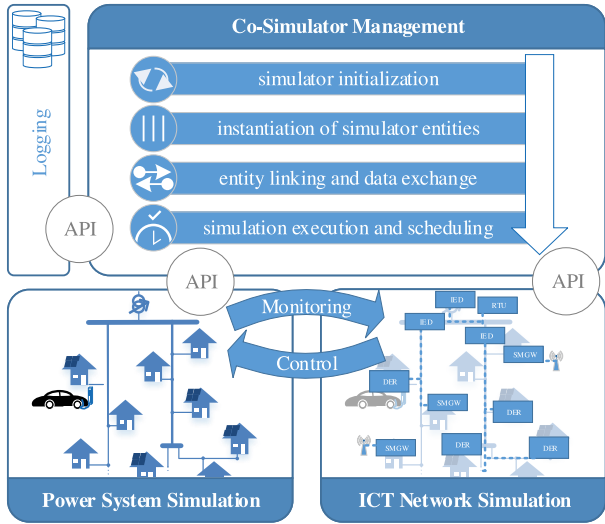 Co-Simulator Management
Logging
simulator initialization
instantiation of simulator entities
entity linking and data exchange
simulation execution and scheduling
API
API
API
Monitoring
Control
IED
RTU
IED
IED
SMGW
DER
SMGW
DER
SMGW
DER
DER
Power System Simulation
ICT Network Simulation